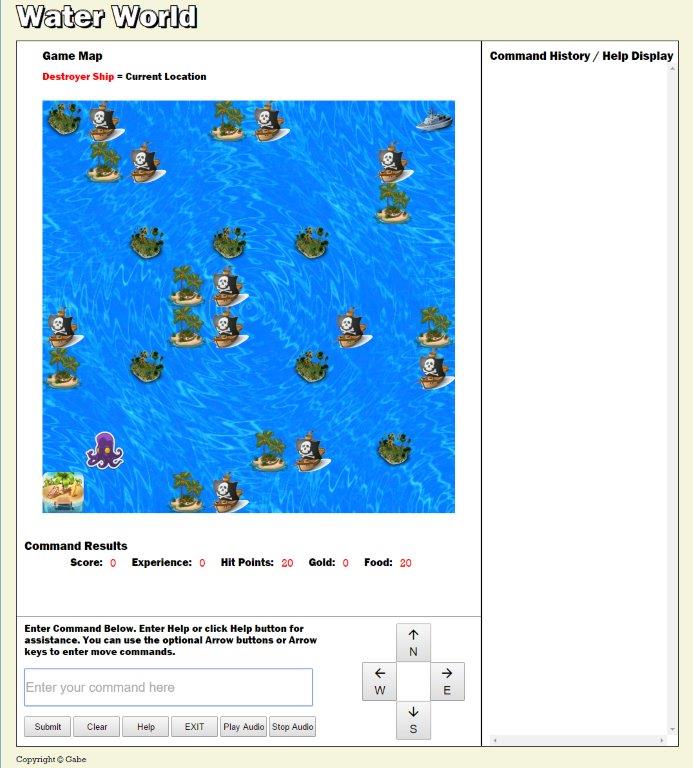 Water World
Game Map
Destroyer Ship = Current Location
Command History / Help Display
Command Results
Score: 0 Experience: 0 Hit Points: 20 Gold: 0 Food: 20
Enter Command Below. Enter Help or click Help button for
assistance. You can use the optional Arrow buttons or Arrow
keys to enter move commands.
Enter your command here
Submit Clear Help EXIT Play Audio Stop Audio
↑
N
← →
W E
↓
S
Copyright © Gabe